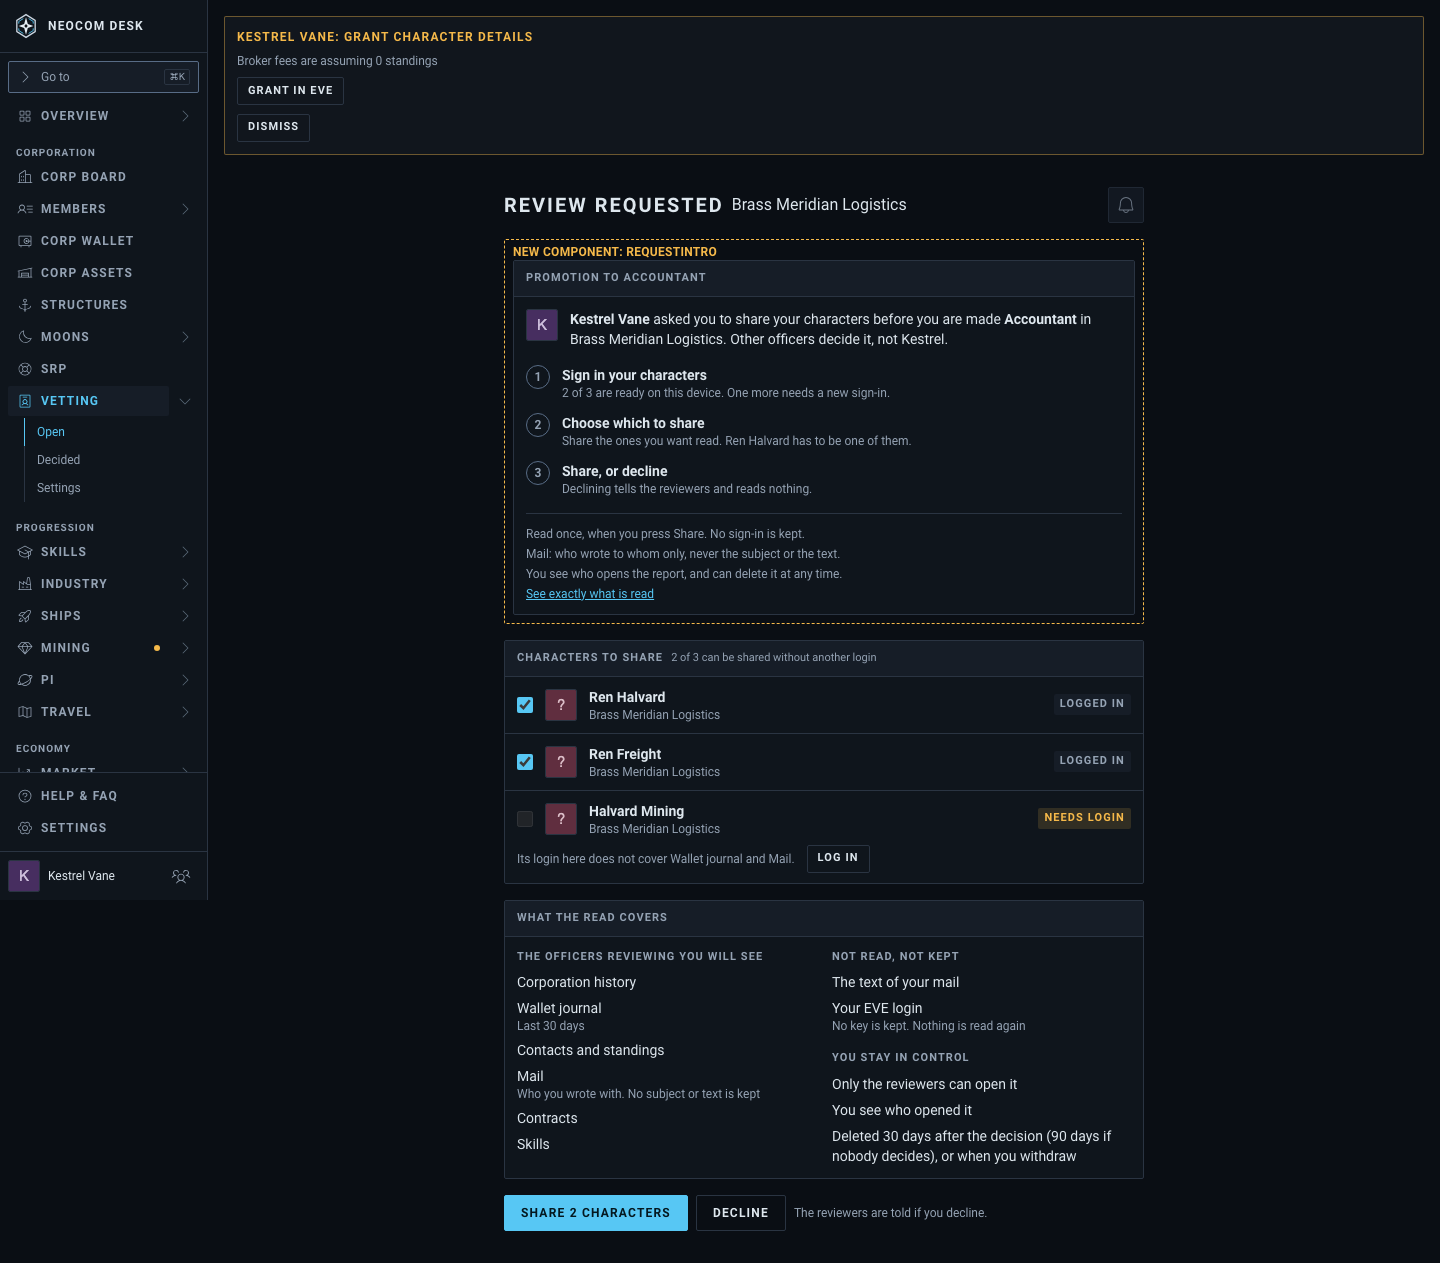 NEOCOM DESK
Go to ⌘K
OVERVIEW
CORPORATION
CORP BOARD
MEMBERS
CORP WALLET
CORP ASSETS
STRUCTURES
MOONS
SRP
VETTING
Open
Decided
Settings
PROGRESSION
SKILLS
INDUSTRY
SHIPS
MINING
PI
TRAVEL
ECONOMY
MARKET
HELP & FAQ
SETTINGS
K Kestrel Vane
KESTREL VANE: GRANT CHARACTER DETAILS
Broker fees are assuming 0 standings
GRANT IN EVE
DISMISS
REVIEW REQUESTED Brass Meridian Logistics
NEW COMPONENT: REQUESTINTRO
PROMOTION TO ACCOUNTANT
K
Kestrel Vane asked you to share your characters before you are made Accountant in
Brass Meridian Logistics. Other officers decide it, not Kestrel.
1 Sign in your characters
2 of 3 are ready on this device. One more needs a new sign-in.
2 Choose which to share
Share the ones you want read. Ren Halvard has to be one of them.
3 Share, or decline
Declining tells the reviewers and reads nothing.
Read once, when you press Share. No sign-in is kept.
Mail: who wrote to whom only, never the subject or the text.
You see who opens the report, and can delete it at any time.
See exactly what is read
CHARACTERS TO SHARE 2 of 3 can be shared without another login
? Ren Halvard LOGGED IN
Brass Meridian Logistics
? Ren Freight LOGGED IN
Brass Meridian Logistics
? Halvard Mining NEEDS LOGIN
Brass Meridian Logistics
Its login here does not cover Wallet journal and Mail. LOG IN
WHAT THE READ COVERS
THE OFFICERS REVIEWING YOU WILL SEE
Corporation history
Wallet journal
Last 30 days
Contacts and standings
Mail
Who you wrote with. No subject or text is kept
Contracts
Skills
NOT READ, NOT KEPT
The text of your mail
Your EVE login
No key is kept. Nothing is read again
YOU STAY IN CONTROL
Only the reviewers can open it
You see who opened it
Deleted 30 days after the decision (90 days if
nobody decides), or when you withdraw
SHARE 2 CHARACTERS DECLINE The reviewers are told if you decline.